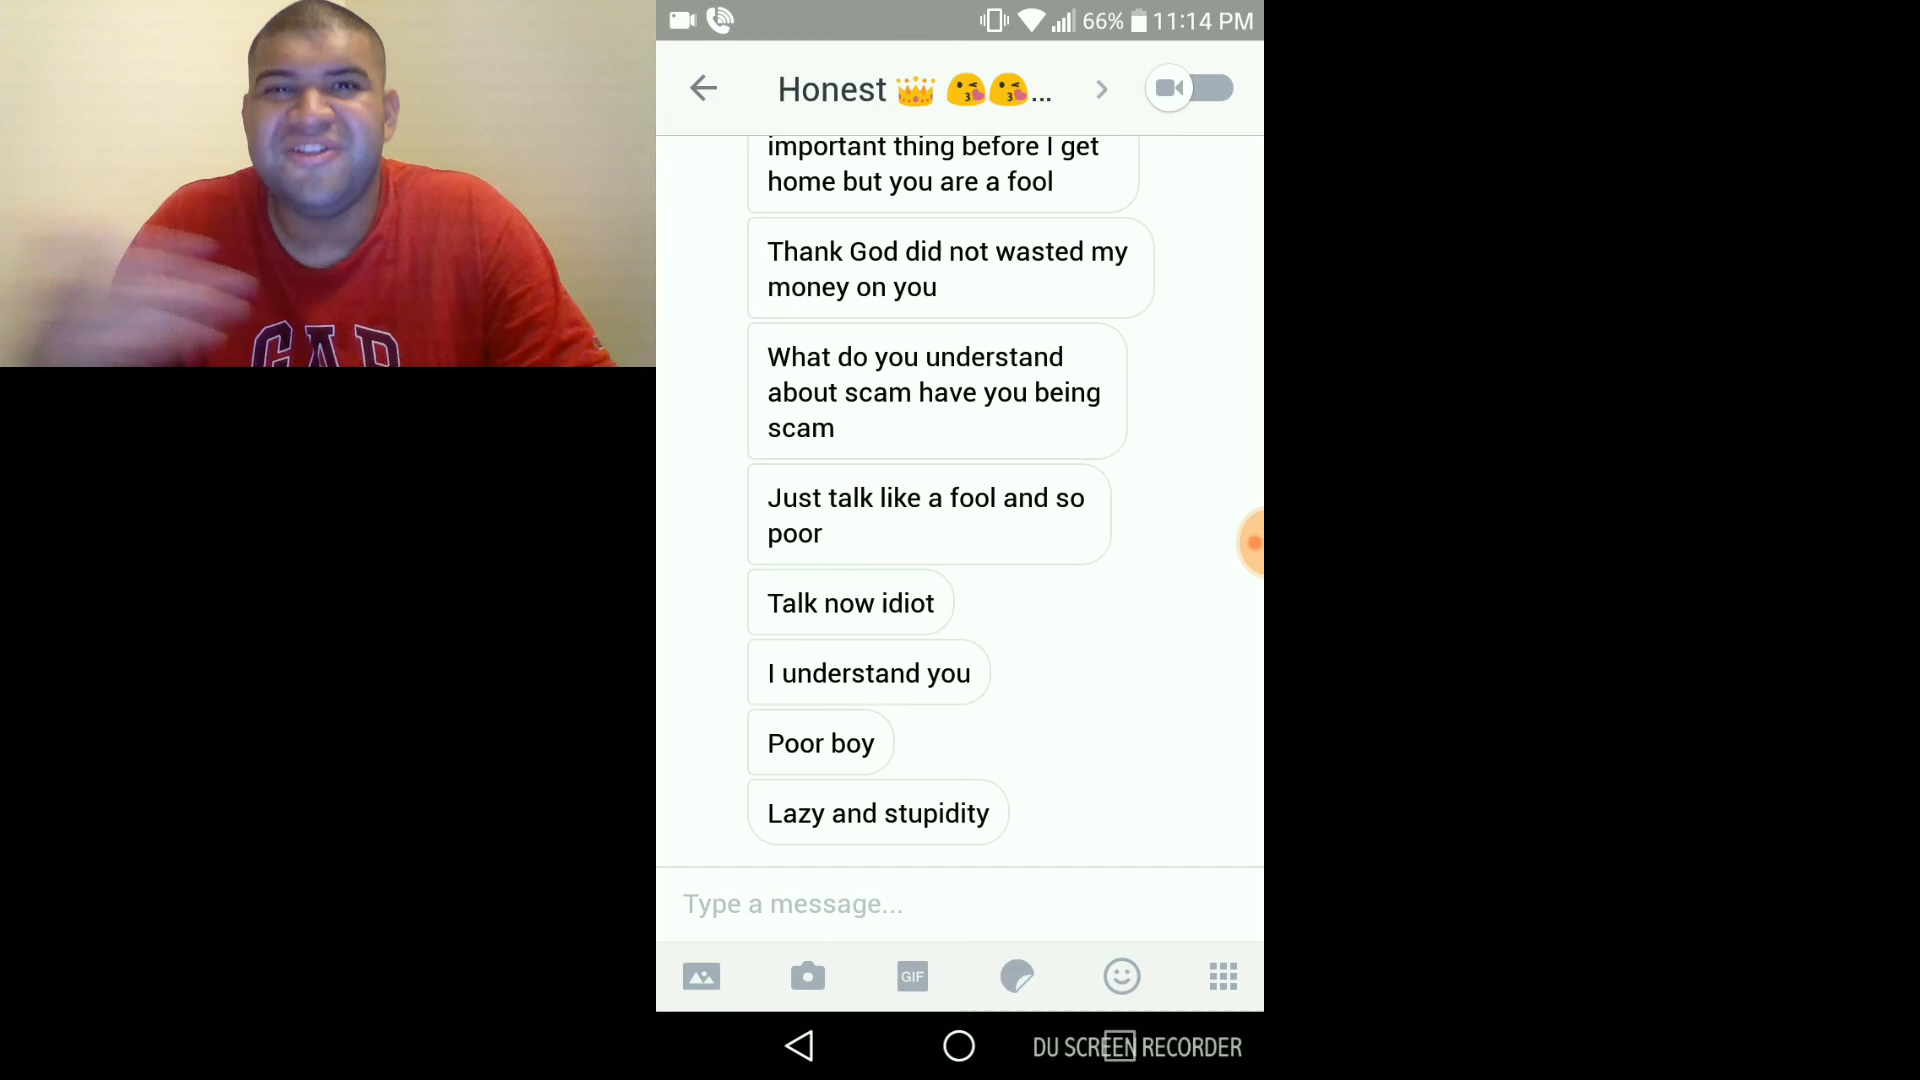 66% 11:14 PM
Honest 👑 😘😘...
important thing before I get
home but you are a fool
Thank God did not wasted my
money on you
What do you understand
about scam have you being
scam
Just talk like a fool and so
poor
Talk now idiot
I understand you
Poor boy
Lazy and stupidity
Type a message...
GIF
DU SCREEN RECORDER
GAP